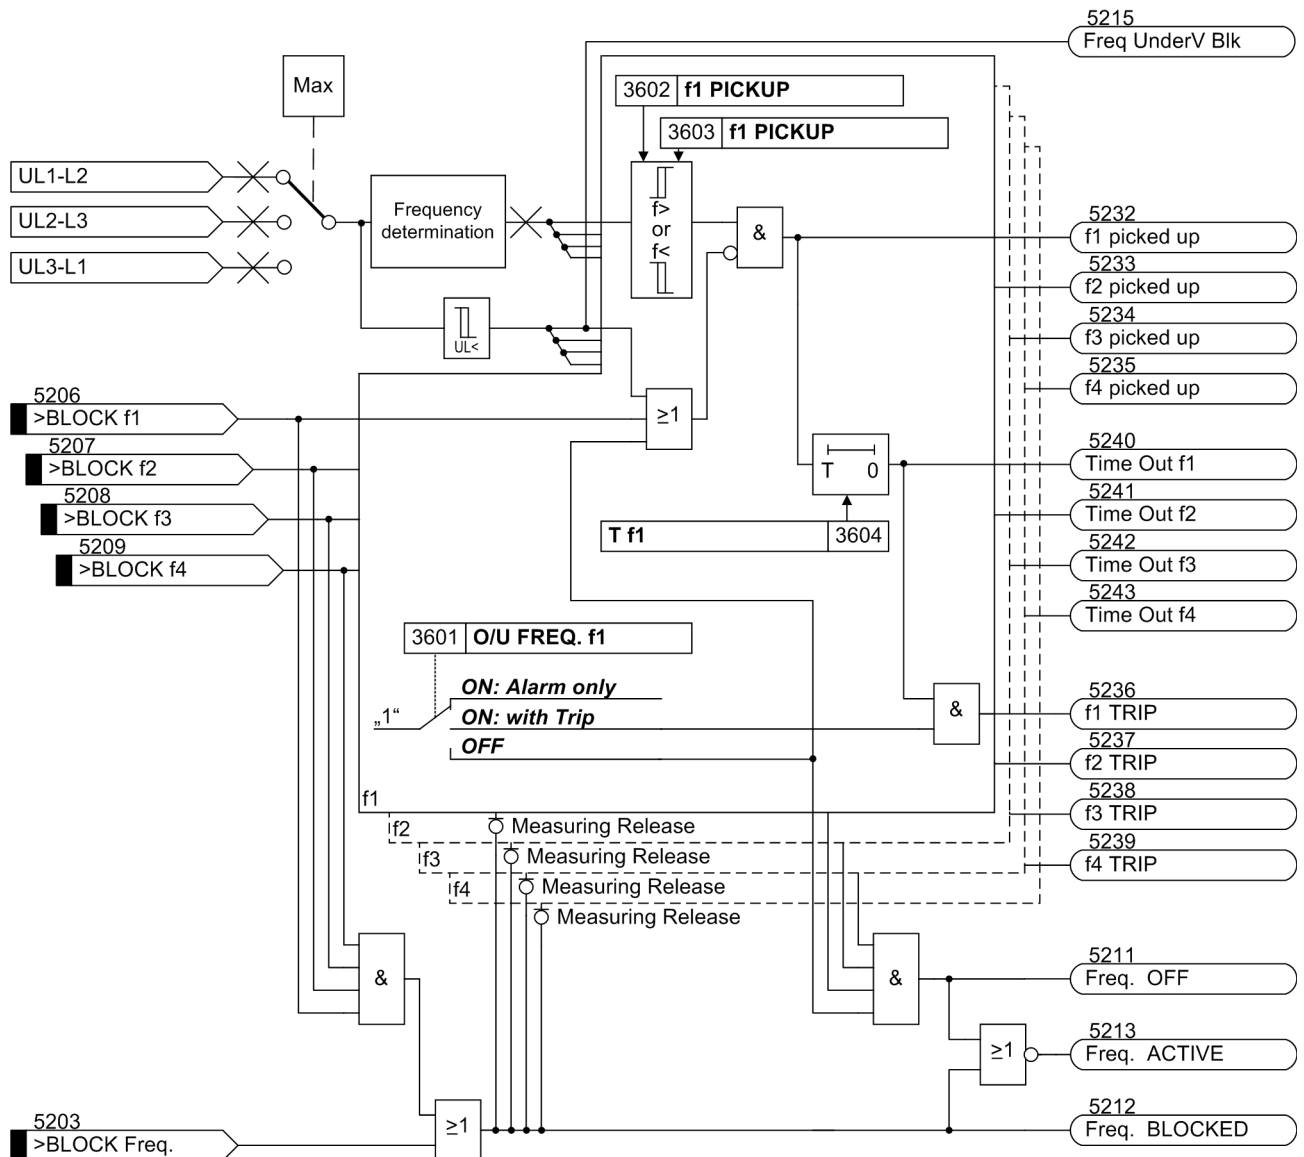 5215
Freq UnderV Blk
Max
3602 f1 PICKUP
3603 f1 PICKUP
UL1-L2
UL2-L3
UL3-L1
Frequency
determination
f>
or
f<
&
UL<
5232
f1 picked up
5233
f2 picked up
5234
f3 picked up
5235
f4 picked up
5206
>BLOCK f1
5207
>BLOCK f2
5208
>BLOCK f3
5209
>BLOCK f4
≥1
T 0
T f1 3604
5240
Time Out f1
5241
Time Out f2
5242
Time Out f3
5243
Time Out f4
3601 O/U FREQ. f1
„1“
ON: Alarm only
ON: with Trip
OFF
&
5236
f1 TRIP
5237
f2 TRIP
5238
f3 TRIP
5239
f4 TRIP
f1
f2
f3
f4
Measuring Release
Measuring Release
Measuring Release
Measuring Release
&
&
5211
Freq. OFF
≥1
5213
Freq. ACTIVE
5203
>BLOCK Freq.
≥1
5212
Freq. BLOCKED